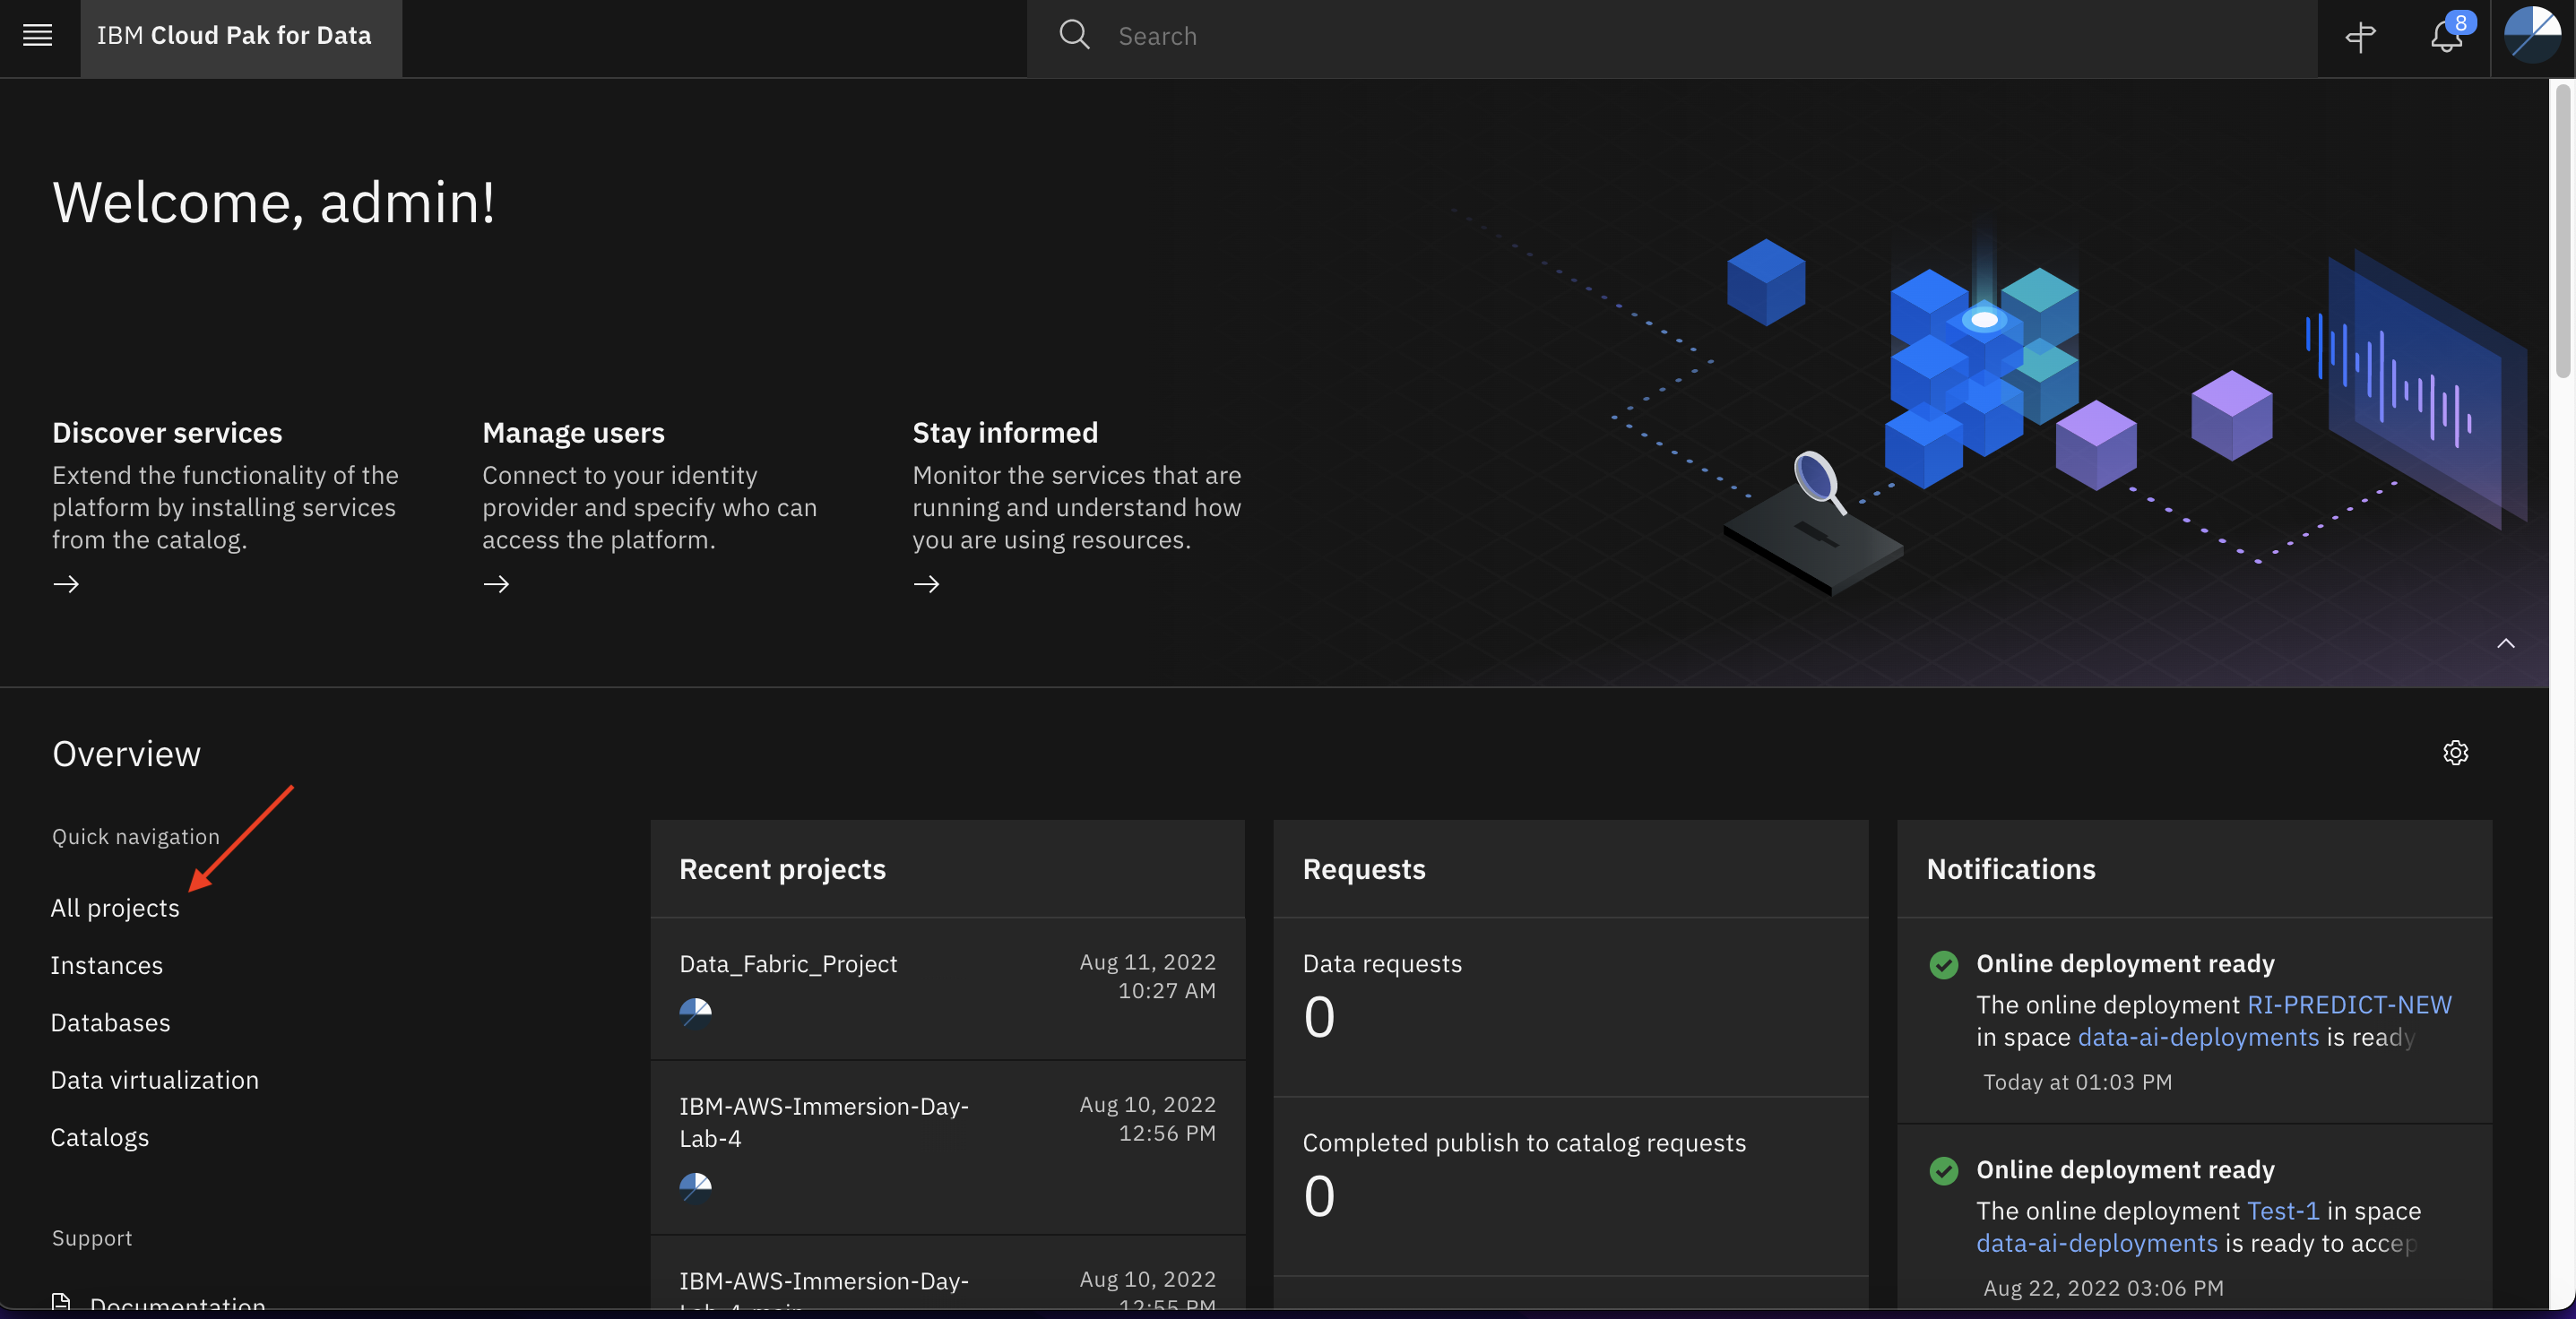 IBM Cloud Pak for Data
Search
8
Welcome, admin!
Discover services
Extend the functionality of the
platform by installing services
from the catalog.
Manage users
Connect to your identity
provider and specify who can
access the platform.
Stay informed
Monitor the services that are
running and understand how
you are using resources.
Overview
Quick navigation
All projects
Instances
Databases
Data virtualization
Catalogs
Support
Documentation
Recent projects
Data_Fabric_Project
Aug 11, 2022
10:27 AM
IBM-AWS-Immersion-Day-
Lab-4
Aug 10, 2022
12:56 PM
IBM-AWS-Immersion-Day-
Lab-4-main
Aug 10, 2022
12:55 PM
Requests
Data requests
0
Completed publish to catalog requests
0
Notifications
Online deployment ready
The online deployment RI-PREDICT-NEW
in space data-ai-deployments is ready
Today at 01:03 PM
Online deployment ready
The online deployment Test-1 in space
data-ai-deployments is ready to accep
Aug 22, 2022 03:06 PM